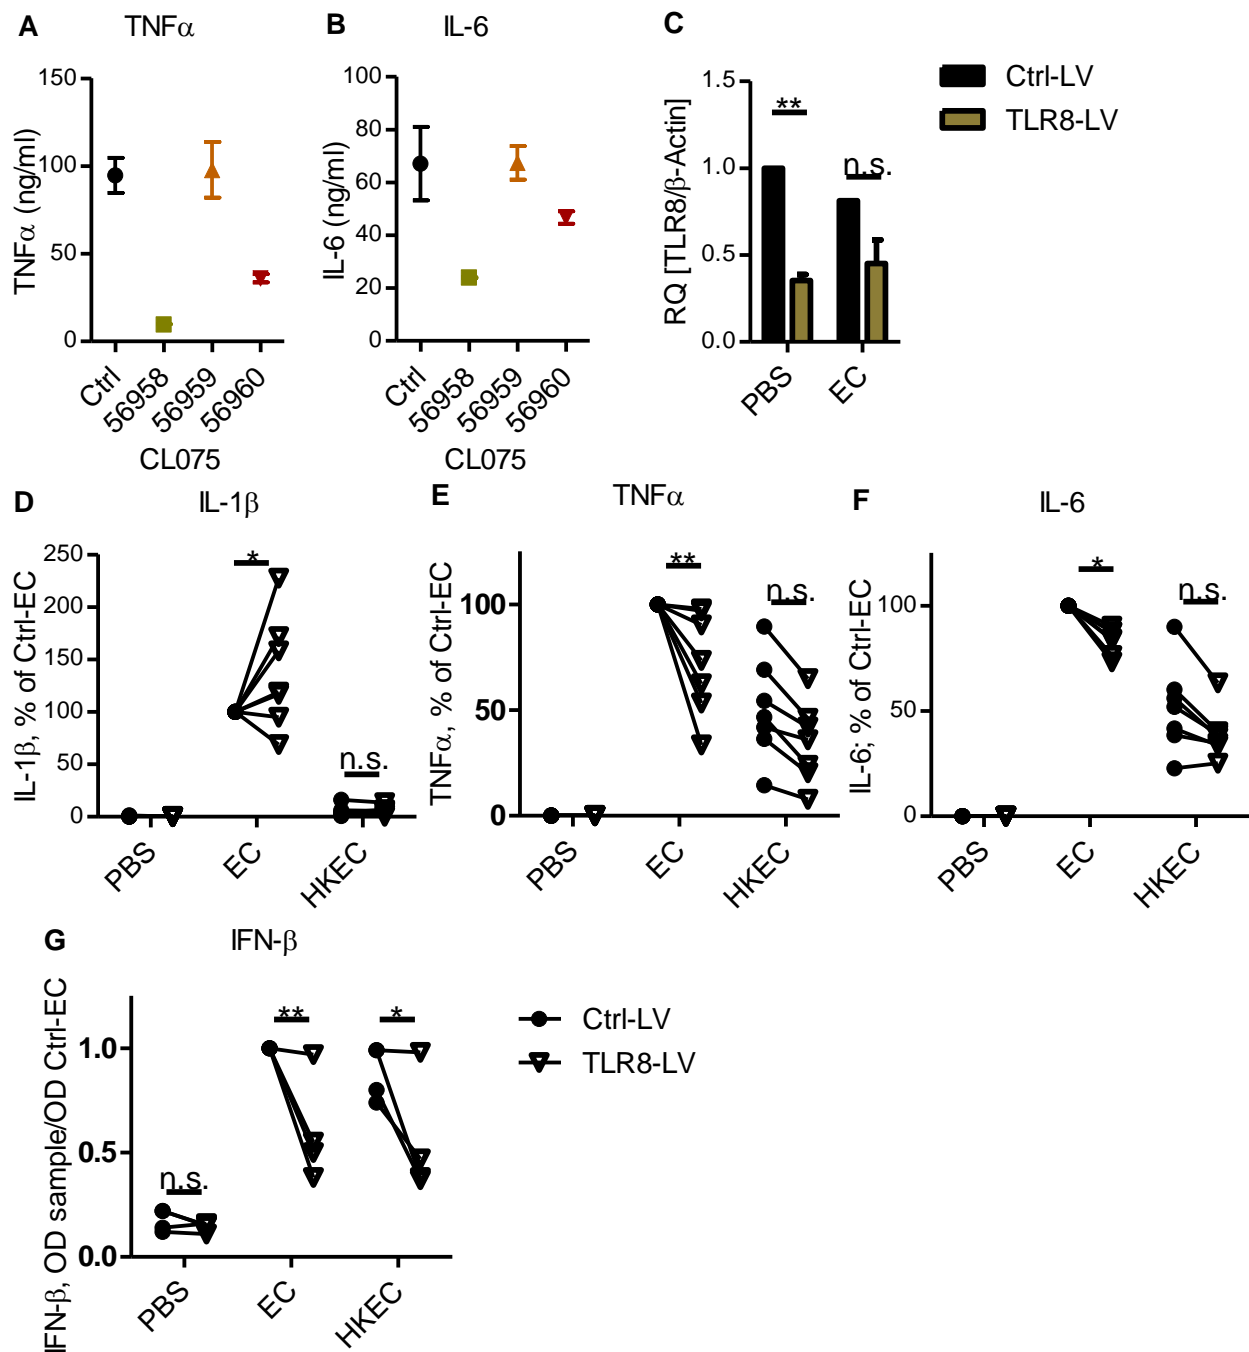 A TNFα
TNFα (ng/ml)
150
100
50
0
Ctrl
56958
56959
56960
CL075
B IL-6
IL-6 (ng/ml)
100
80
60
40
20
0
Ctrl
56958
56959
56960
CL075
C
RQ [TLR8/β-Actin]
1.5
1.0
0.5
0.0
**
n.s.
PBS
EC
Ctrl-LV
TLR8-LV
D IL-1β
IL-1β, % of Ctrl-EC
250
200
150
100
50
0
*
n.s.
PBS
EC
HKEC
E TNFα
TNFα, % of Ctrl-EC
100
50
0
**
n.s.
PBS
EC
HKEC
F IL-6
IL-6; % of Ctrl-EC
100
50
0
*
n.s.
PBS
EC
HKEC
G IFN-β
IFN-β, OD sample/OD Ctrl-EC
1.0
0.5
0.0
n.s.
**
*
PBS
EC
HKEC
Ctrl-LV
TLR8-LV